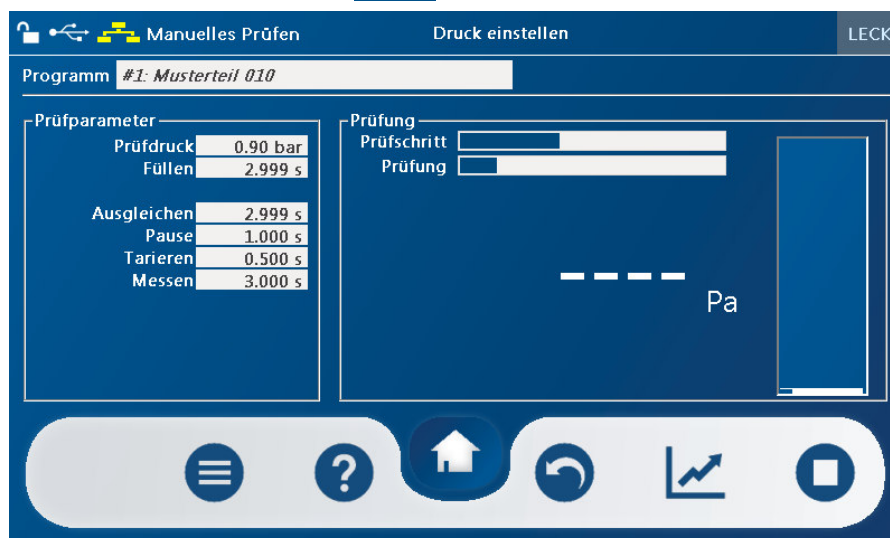 Manuelles Prüfen Druck einstellen LECK
Programm #1: Musterteil 010
Prüfparameter
Prüfdruck 0.90 bar
Füllen 2.999 s
Ausgleichen 2.999 s
Pause 1.000 s
Tarieren 0.500 s
Messen 3.000 s
Prüfung
Prüfschritt
Prüfung
– – – –
Pa
?